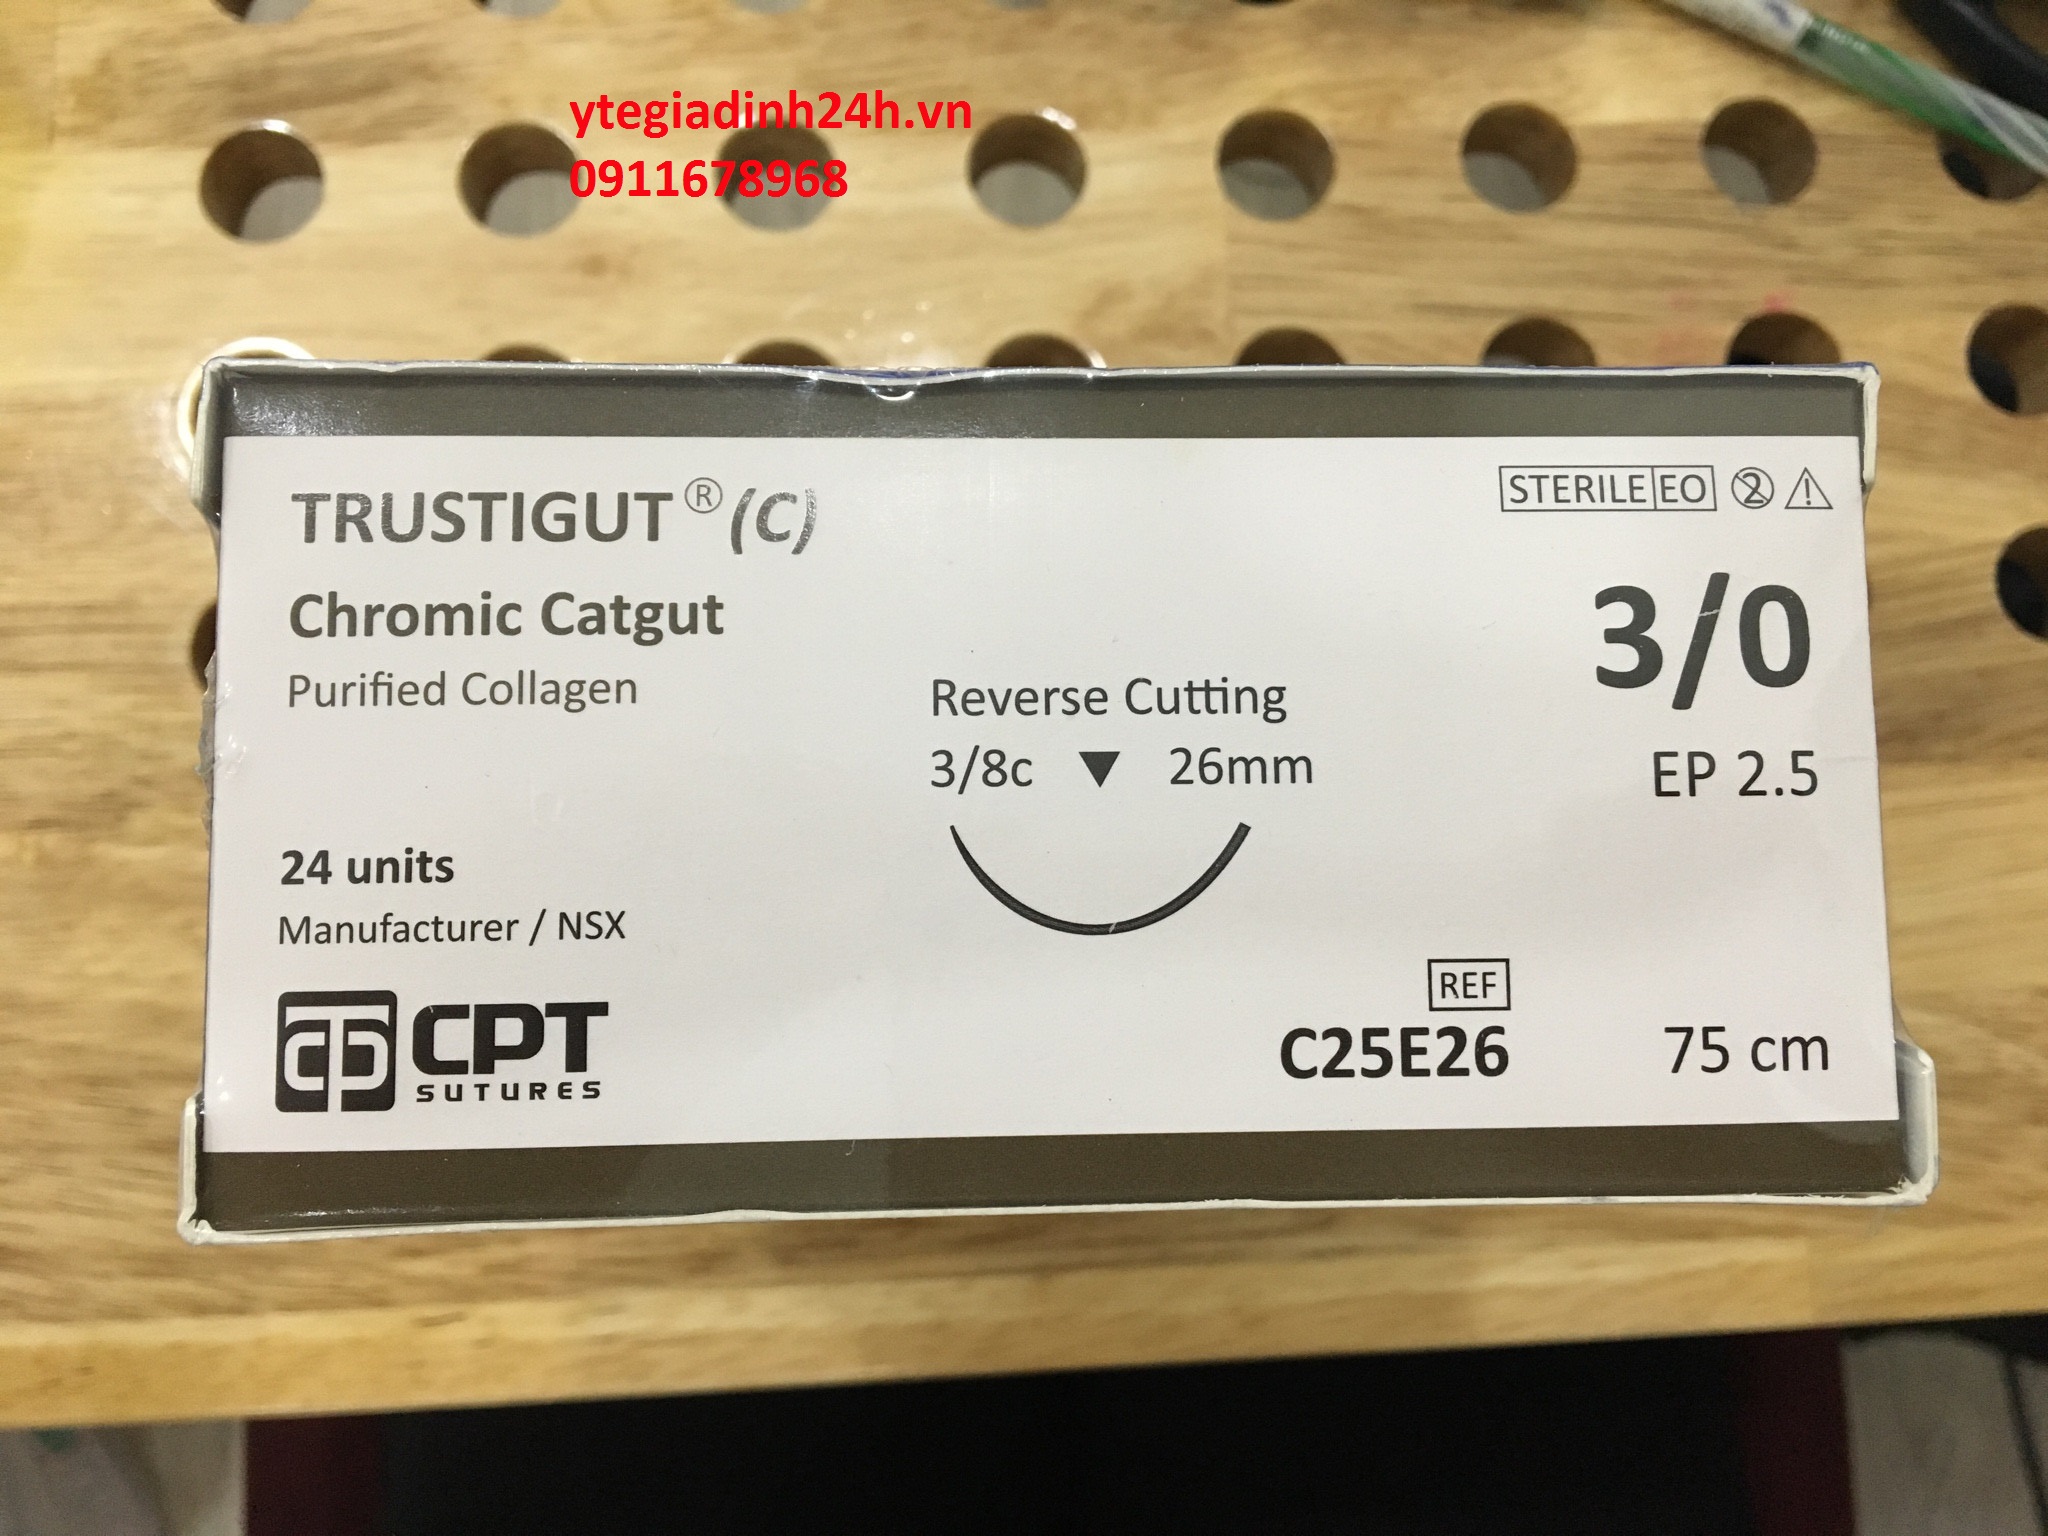 ytegiadinh24h.vn
0911678968
TRUSTIGUT® (C)
STERILE EO 2
Chromic Catgut
3/0
Purified Collagen
Reverse Cutting
3/8c ▼ 26mm
EP 2.5
24 units
Manufacturer / NSX
CPT
SUTURES
REF
C25E26
75 cm